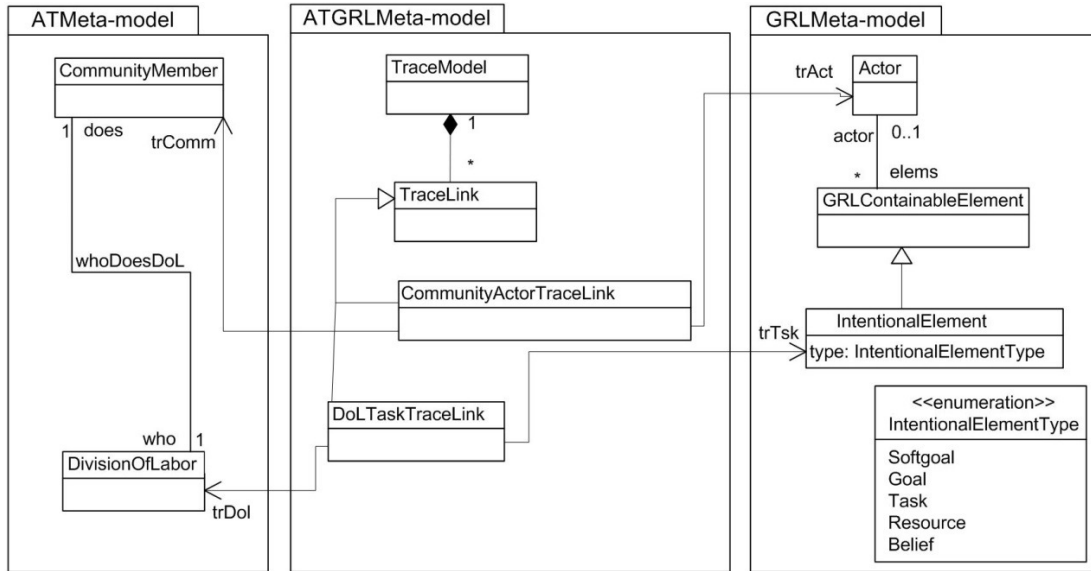 ATMeta-model
CommunityMember
1 does
trComm
whoDoesDoL
who 1
DivisionOfLabor
trDol
ATGRLMeta-model
TraceModel
1
*
TraceLink
CommunityActorTraceLink
DoLTaskTraceLink
GRLMeta-model
trAct
Actor
actor 0..1
* elems
GRLContainableElement
IntentionalElement
trTsk
type: IntentionalElementType
<<enumeration>>
IntentionalElementType
Softgoal
Goal
Task
Resource
Belief